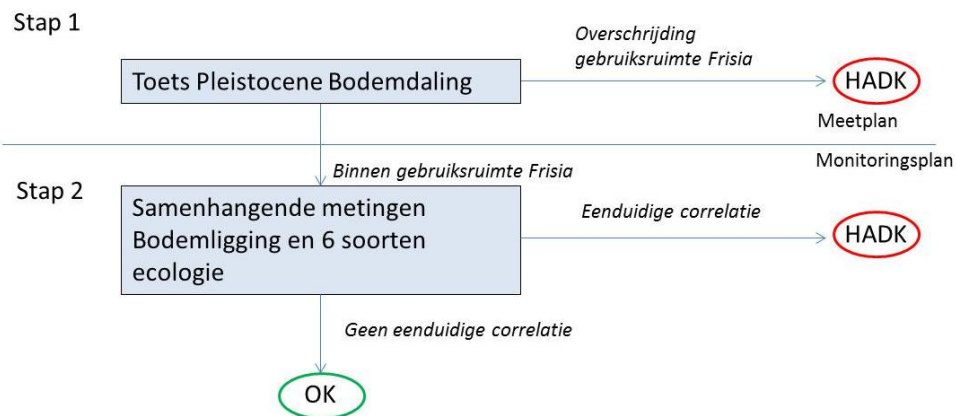 Stap 1
Overschrijding
gebruiksruimte Frisia
Toets Pleistocene Bodemdaling
HADK
Meetplan
Monitoringsplan
Binnen gebruiksruimte Frisia
Stap 2
Samenhangende metingen
Bodemligging en 6 soorten
ecologie
Eenduidige correlatie
HADK
Geen eenduidige correlatie
OK